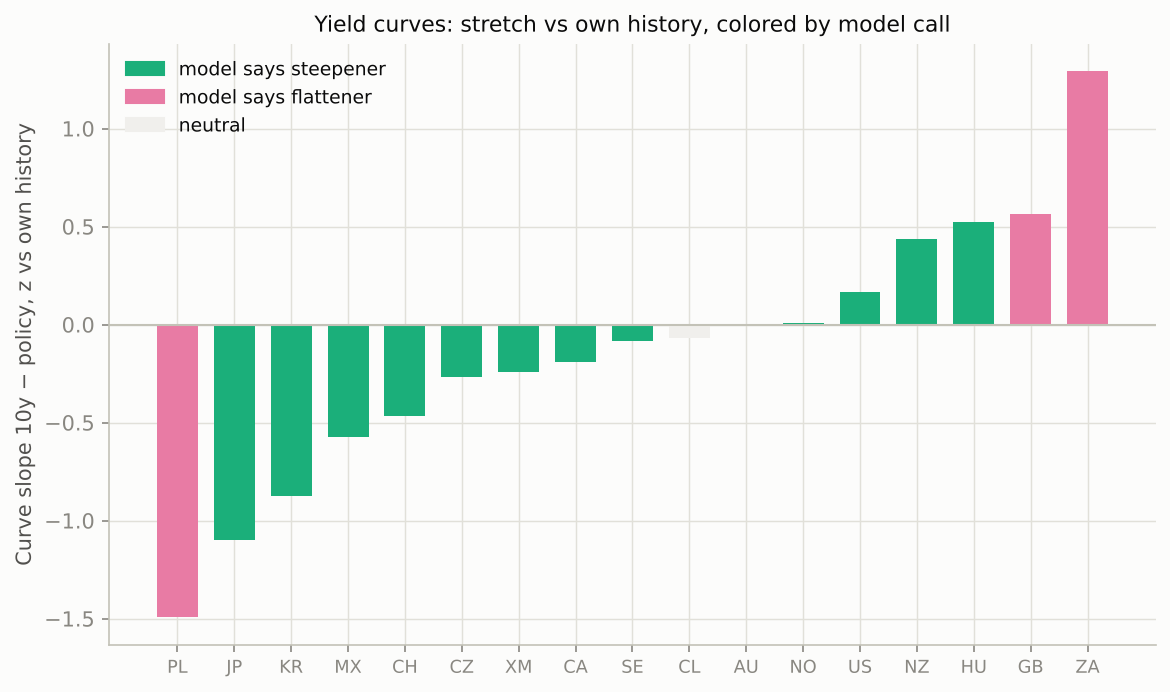 Yield curves: stretch vs own history, colored by model call
model says steepener
model says flattener
neutral
Curve slope 10y − policy, z vs own history
1.0
0.5
0.0
−0.5
−1.0
−1.5
PL JP KR MX CH CZ XM CA SE CL AU NO US NZ HU GB ZA